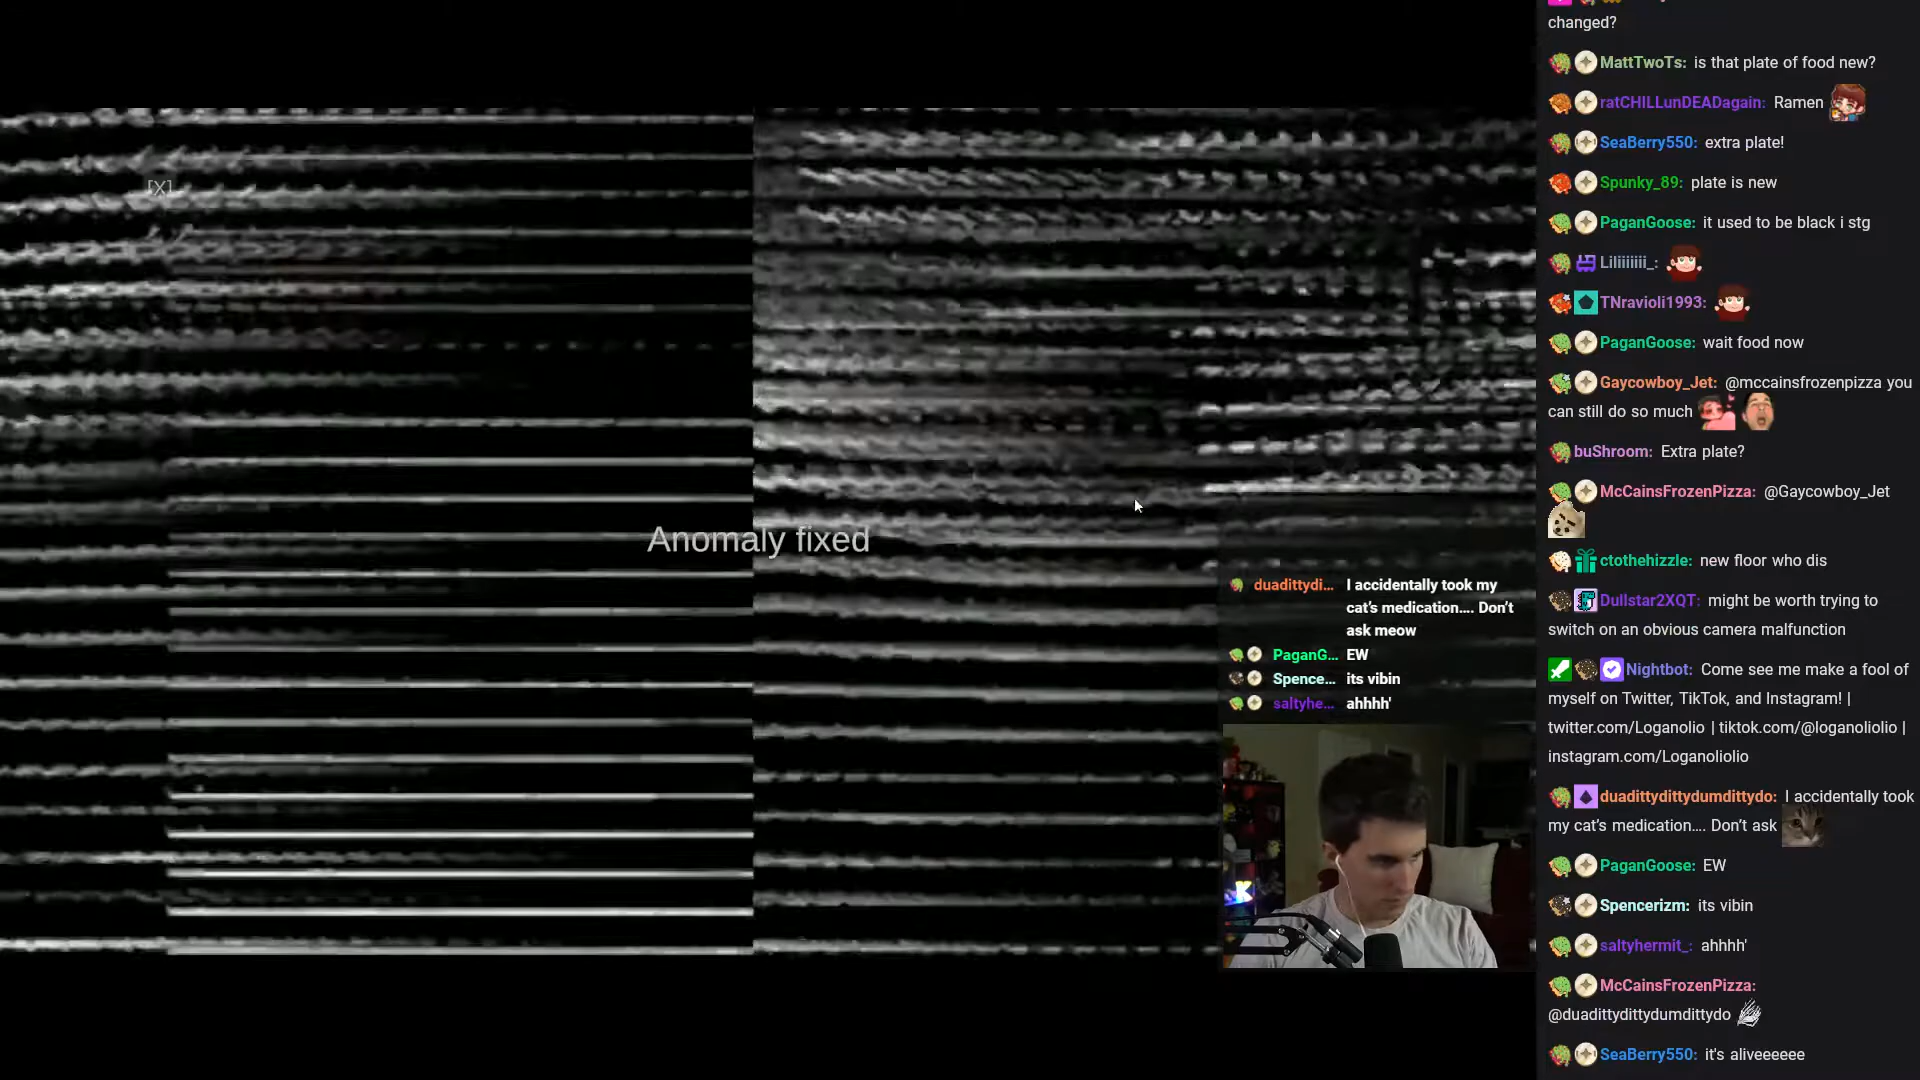 [X]
Anomaly fixed
duadittydi... I accidentally took my
cat’s medication.... Don’t
ask meow
PaganG... EW
Spence... its vibin
saltyhe... ahhhh'
changed?
MattTwoTs: is that plate of food new?
ratCHILLunDEADagain: Ramen
SeaBerry550: extra plate!
Spunky_89: plate is new
PaganGoose: it used to be black i stg
Liliiiiiii_:
TNravioli1993:
PaganGoose: wait food now
Gaycowboy_Jet: @mccainsfrozenpizza you
can still do so much
buShroom: Extra plate?
McCainsFrozenPizza: @Gaycowboy_Jet
ctothehizzle: new floor who dis
Dullstar2XQT: might be worth trying to
switch on an obvious camera malfunction
Nightbot: Come see me make a fool of
myself on Twitter, TikTok, and Instagram! |
twitter.com/Loganolio | tiktok.com/@loganoliolio |
instagram.com/Loganoliolio
duadittydittydumdittydo: I accidentally took
my cat’s medication.... Don’t ask
PaganGoose: EW
Spencerizm: its vibin
saltyhermit_: ahhhh'
McCainsFrozenPizza:
@duadittydittydumdittydo
SeaBerry550: it's aliveeeeee